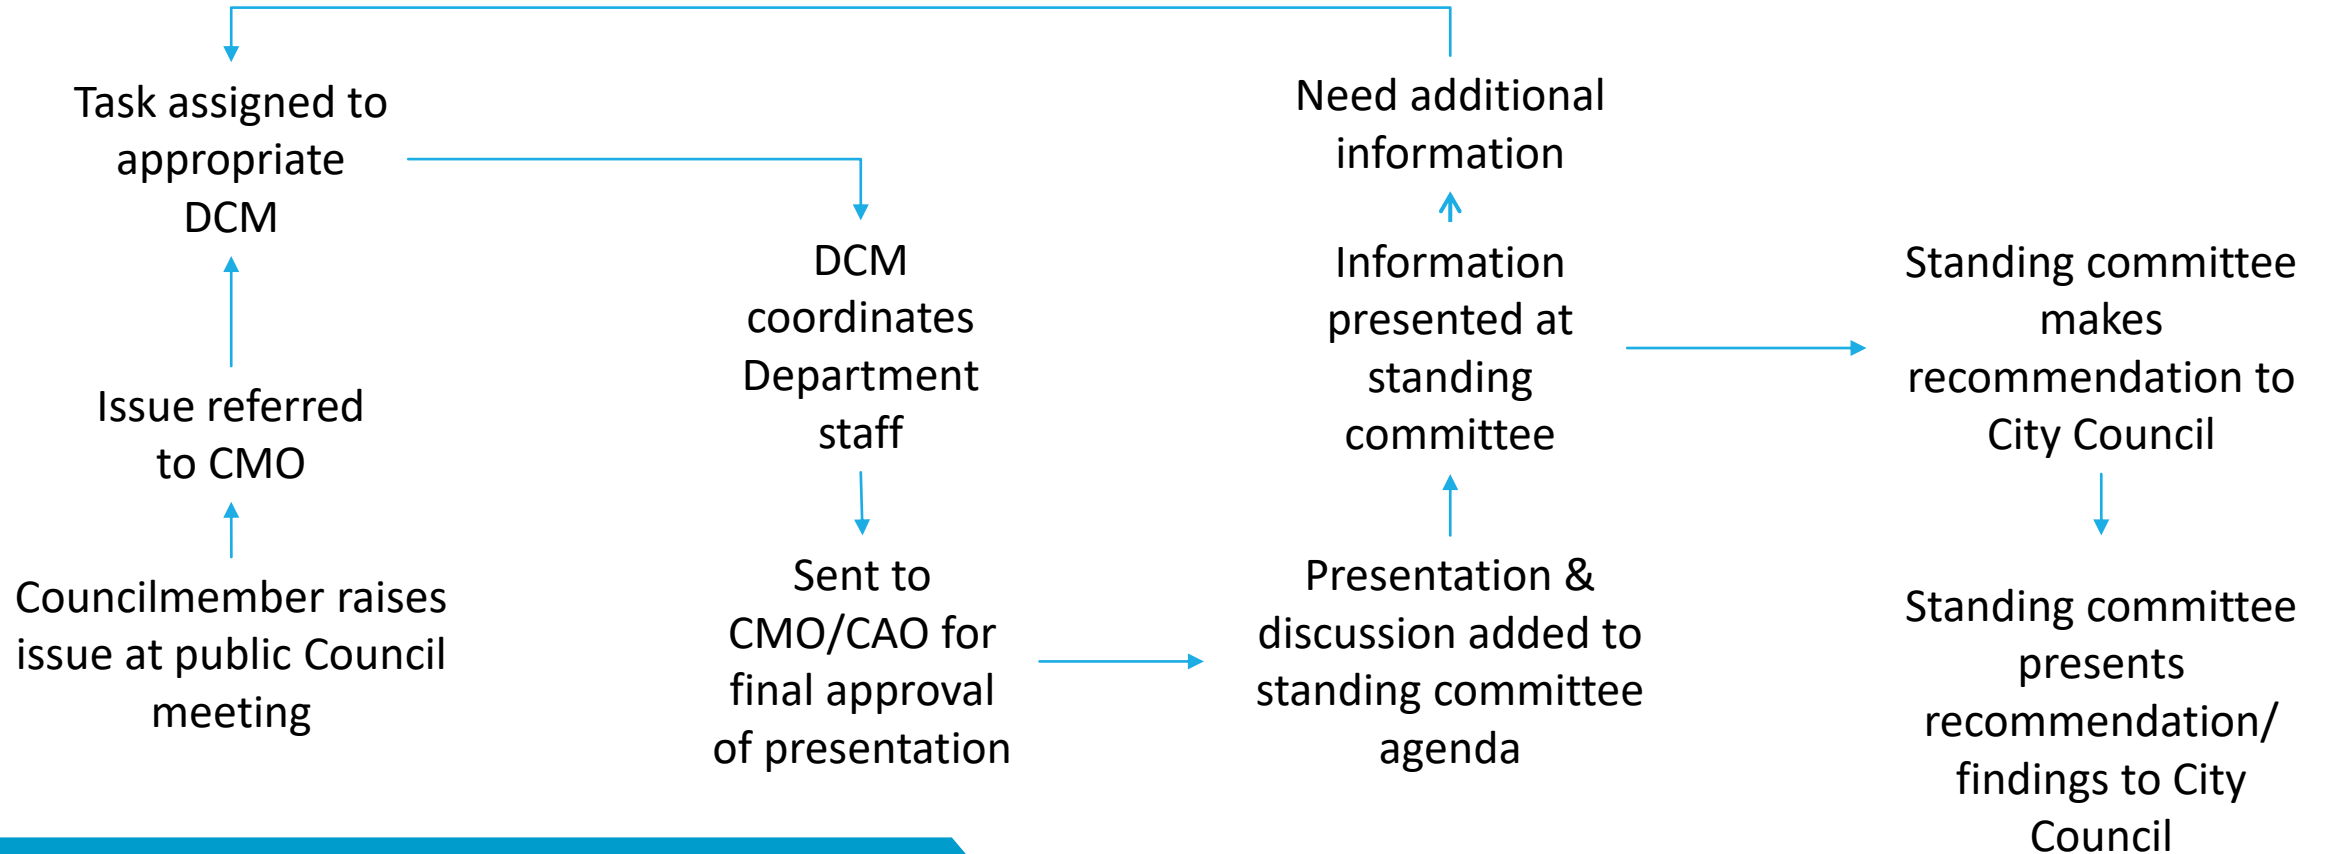 Task assigned to
appropriate
DCM
Issue referred
to CMO
Councilmember raises
issue at public Council
meeting
DCM
coordinates
Department
staff
Sent to
CMO/CAO for
final approval
of presentation
Need additional
information
Information
presented at
standing
committee
Presentation &
discussion added to
standing committee
agenda
Standing committee
makes
recommendation to
City Council
Standing committee
presents
recommendation/
findings to City
Council